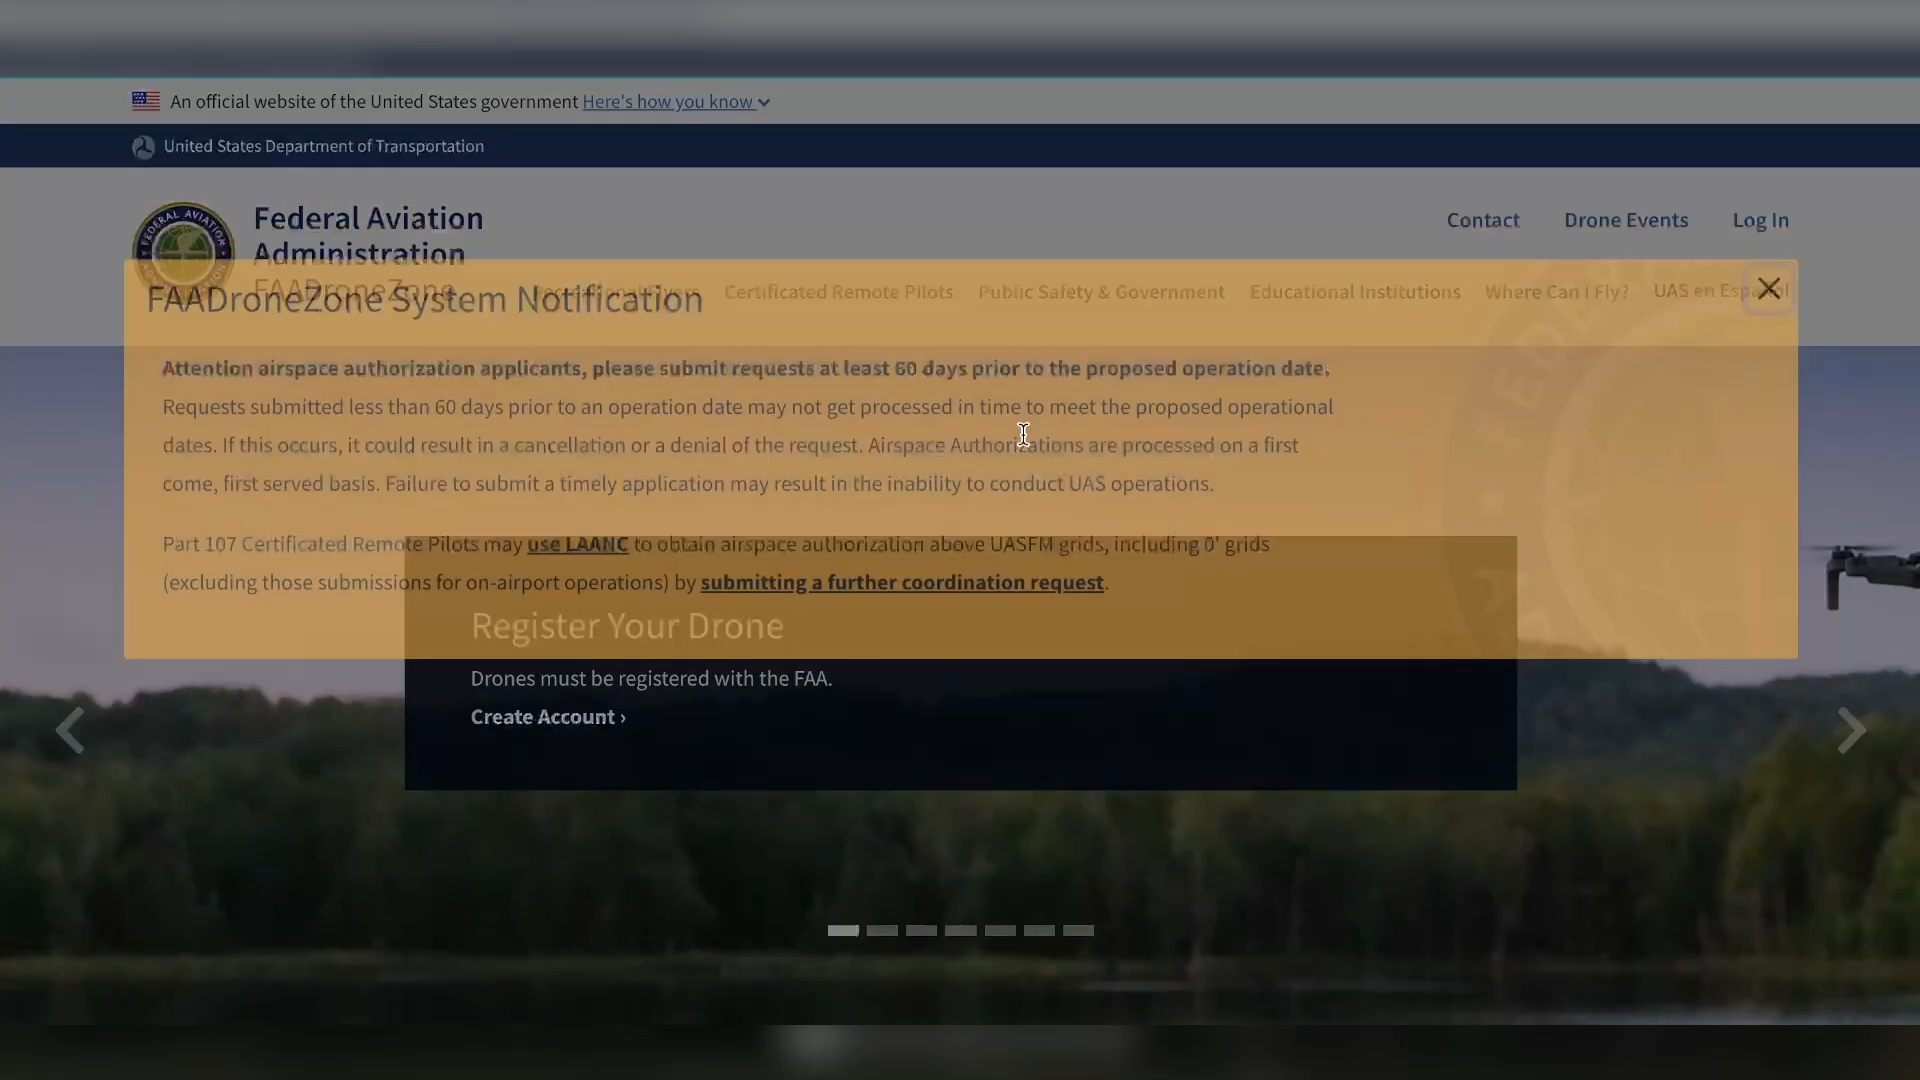 An official website of the United States government Here's how you know
United States Department of Transportation
FEDERAL AVIATION
Federal Aviation
Administration
Contact Drone Events Log In
FAADroneZone
FAADroneZone System Notification
Certificated Remote Pilots Public Safety & Government Educational Institutions Where Can I Fly? UAS en Español
Attention airspace authorization applicants, please submit requests at least 60 days prior to the proposed operation date.
Requests submitted less than 60 days prior to an operation date may not get processed in time to meet the proposed operational
dates. If this occurs, it could result in a cancellation or a denial of the request. Airspace Authorizations are processed on a first
come, first served basis. Failure to submit a timely application may result in the inability to conduct UAS operations.
Part 107 Certificated Remote Pilots may use LAANC to obtain airspace authorization above UASFM grids, including 0' grids
(excluding those submissions for on-airport operations) by submitting a further coordination request.
Register Your Drone
Drones must be registered with the FAA.
Create Account ›